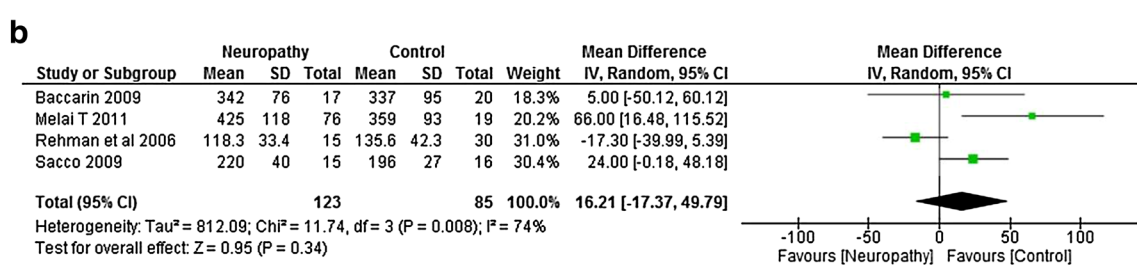 b
Neuropathy Control Mean Difference Mean Difference
Study or Subgroup Mean SD Total Mean SD Total Weight IV, Random, 95% CI IV, Random, 95% CI
Baccarin 2009 342 76 17 337 95 20 18.3% 5.00 [-50.12, 60.12]
Melai T 2011 425 118 76 359 93 19 20.2% 66.00 [16.48, 115.52]
Rehman et al 2006 118.3 33.4 15 135.6 42.3 30 31.0% -17.30 [-39.99, 5.39]
Sacco 2009 220 40 15 196 27 16 30.4% 24.00 [-0.18, 48.18]
Total (95% CI) 123 85 100.0% 16.21 [-17.37, 49.79]
Heterogeneity: Tau² = 812.09; Chi² = 11.74, df = 3 (P = 0.008); I² = 74%
Test for overall effect: Z = 0.95 (P = 0.34)
-100 -50 0 50 100
Favours [Neuropathy] Favours [Control]